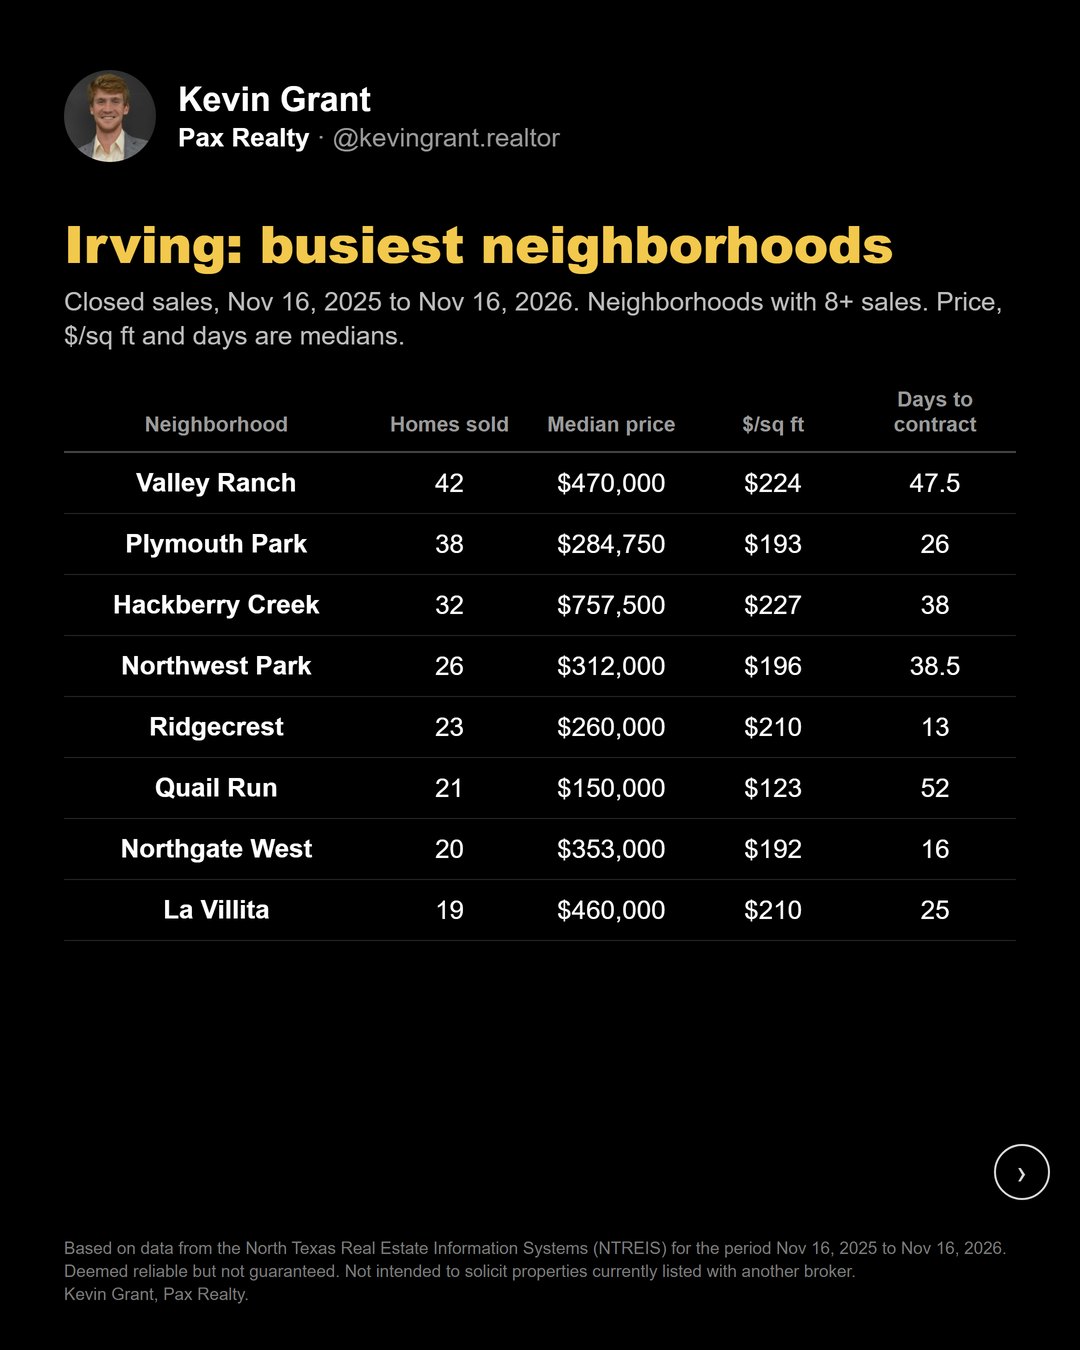 Kevin Grant
Pax Realty · @kevingrant.realtor
Irving: busiest neighborhoods
Closed sales, Nov 16, 2025 to Nov 16, 2026. Neighborhoods with 8+ sales. Price,
$/sq ft and days are medians.
Neighborhood Homes sold Median price $/sq ft Days to contract
Valley Ranch 42 $470,000 $224 47.5
Plymouth Park 38 $284,750 $193 26
Hackberry Creek 32 $757,500 $227 38
Northwest Park 26 $312,000 $196 38.5
Ridgecrest 23 $260,000 $210 13
Quail Run 21 $150,000 $123 52
Northgate West 20 $353,000 $192 16
La Villita 19 $460,000 $210 25
›
Based on data from the North Texas Real Estate Information Systems (NTREIS) for the period Nov 16, 2025 to Nov 16, 2026.
Deemed reliable but not guaranteed. Not intended to solicit properties currently listed with another broker.
Kevin Grant, Pax Realty.